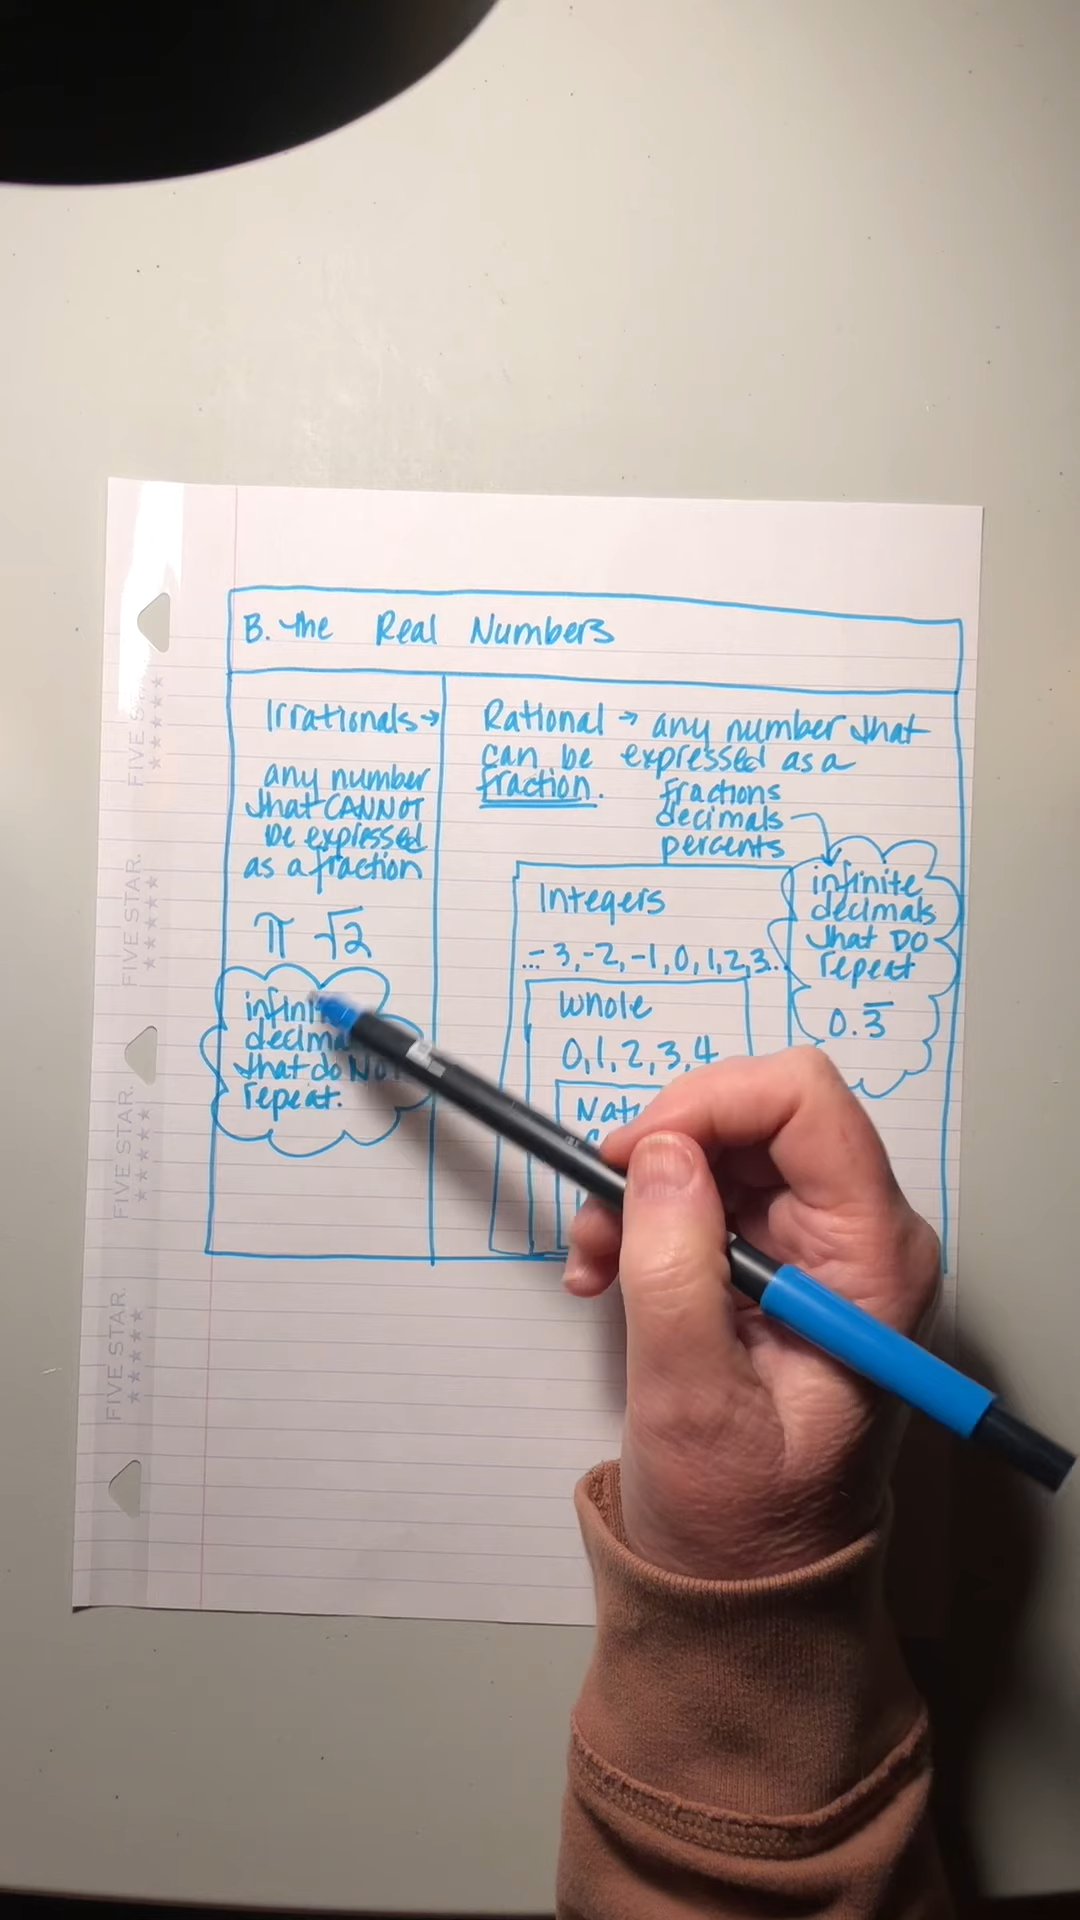 B. the Real Numbers
Irrationals →
any number
that CANNOT
be expressed
as a fraction
π √2
decima
that do NO
repeat.
Rational → any number that
can be expressed as a
fraction.
fractions
decimals
percents
infinite
decimals
that DO
repeat
0.3̅
Integers
...-3,-2,-1,0,1,2,3...
Whole
0,1,2,3,4
Natu
FIVE STAR.
FIVE STAR.
FIVE STAR.
FIVE STAR.